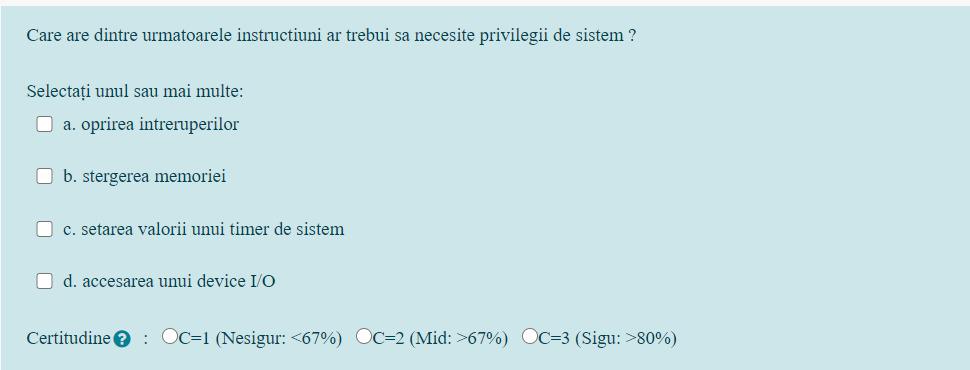 Care are dintre urmatoarele instructiuni ar trebui sa necesite privilegii de sistem ?
Selectați unul sau mai multe:
a. oprirea intreruperilor
b. stergerea memoriei
c. setarea valorii unui timer de sistem
d. accesarea unui device I/O
Certitudine ? : C=1 (Nesigur: <67%) C=2 (Mid: >67%) C=3 (Sigu: >80%)